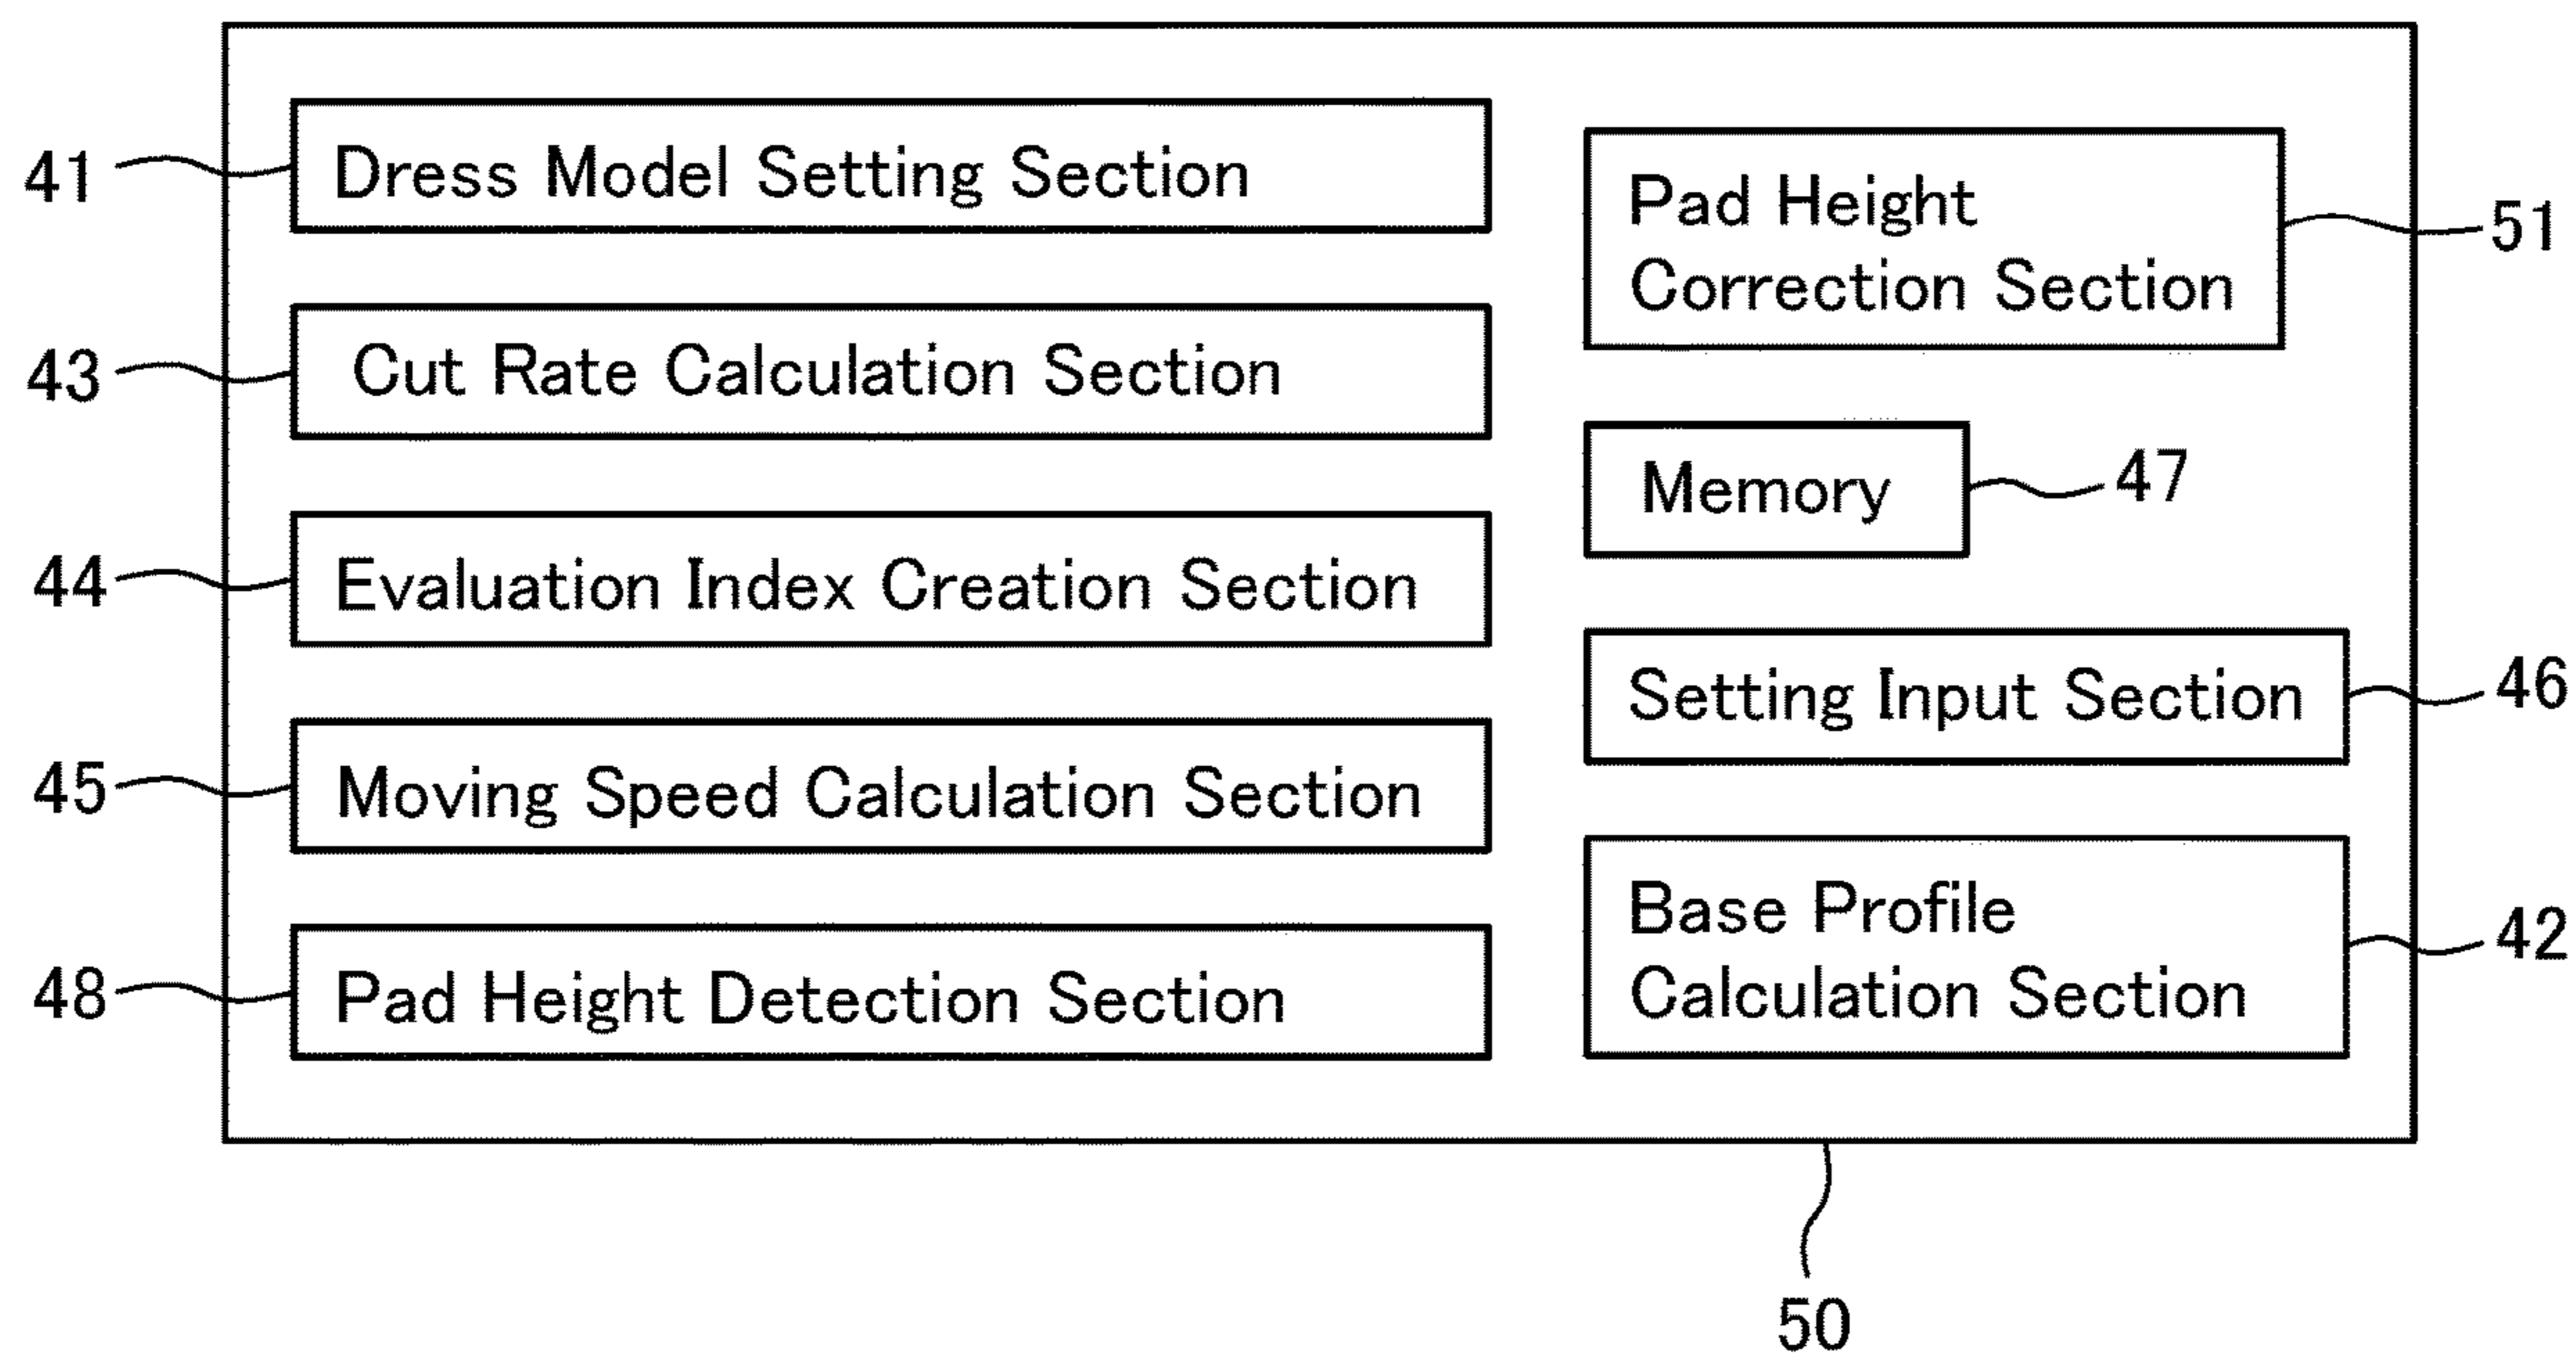 41
Dress Model Setting Section
43
Cut Rate Calculation Section
44
Evaluation Index Creation Section
45
Moving Speed Calculation Section
48
Pad Height Detection Section
Pad Height
Correction Section
51
Memory
47
Setting Input Section
46
Base Profile
Calculation Section
42
50